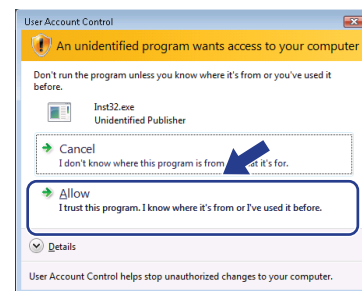 User Account Control
An unidentified program wants access to your computer
Don't run the program unless you know where it's from or you've used it
before.
Inst32.exe
Unidentified Publisher
Cancel
I don't know where this program is from at it's for.
Allow
I trust this program. I know where it's from or I've used it before.
Details
User Account Control helps stop unauthorized changes to your computer.